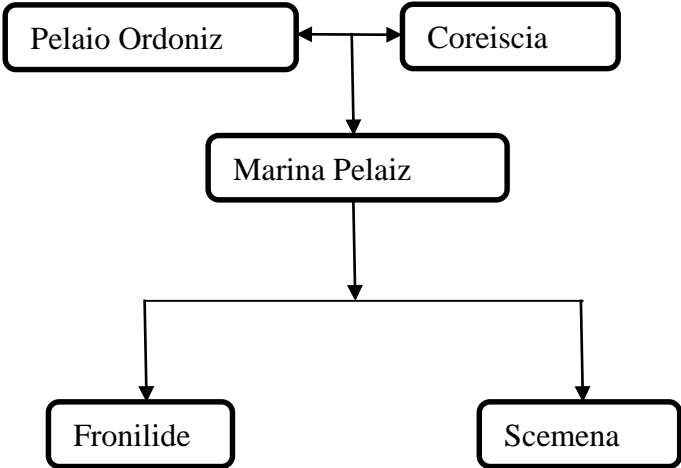 Pelaio Ordoniz
Coreiscia
Marina Pelaiz
Fronilide
Scemena